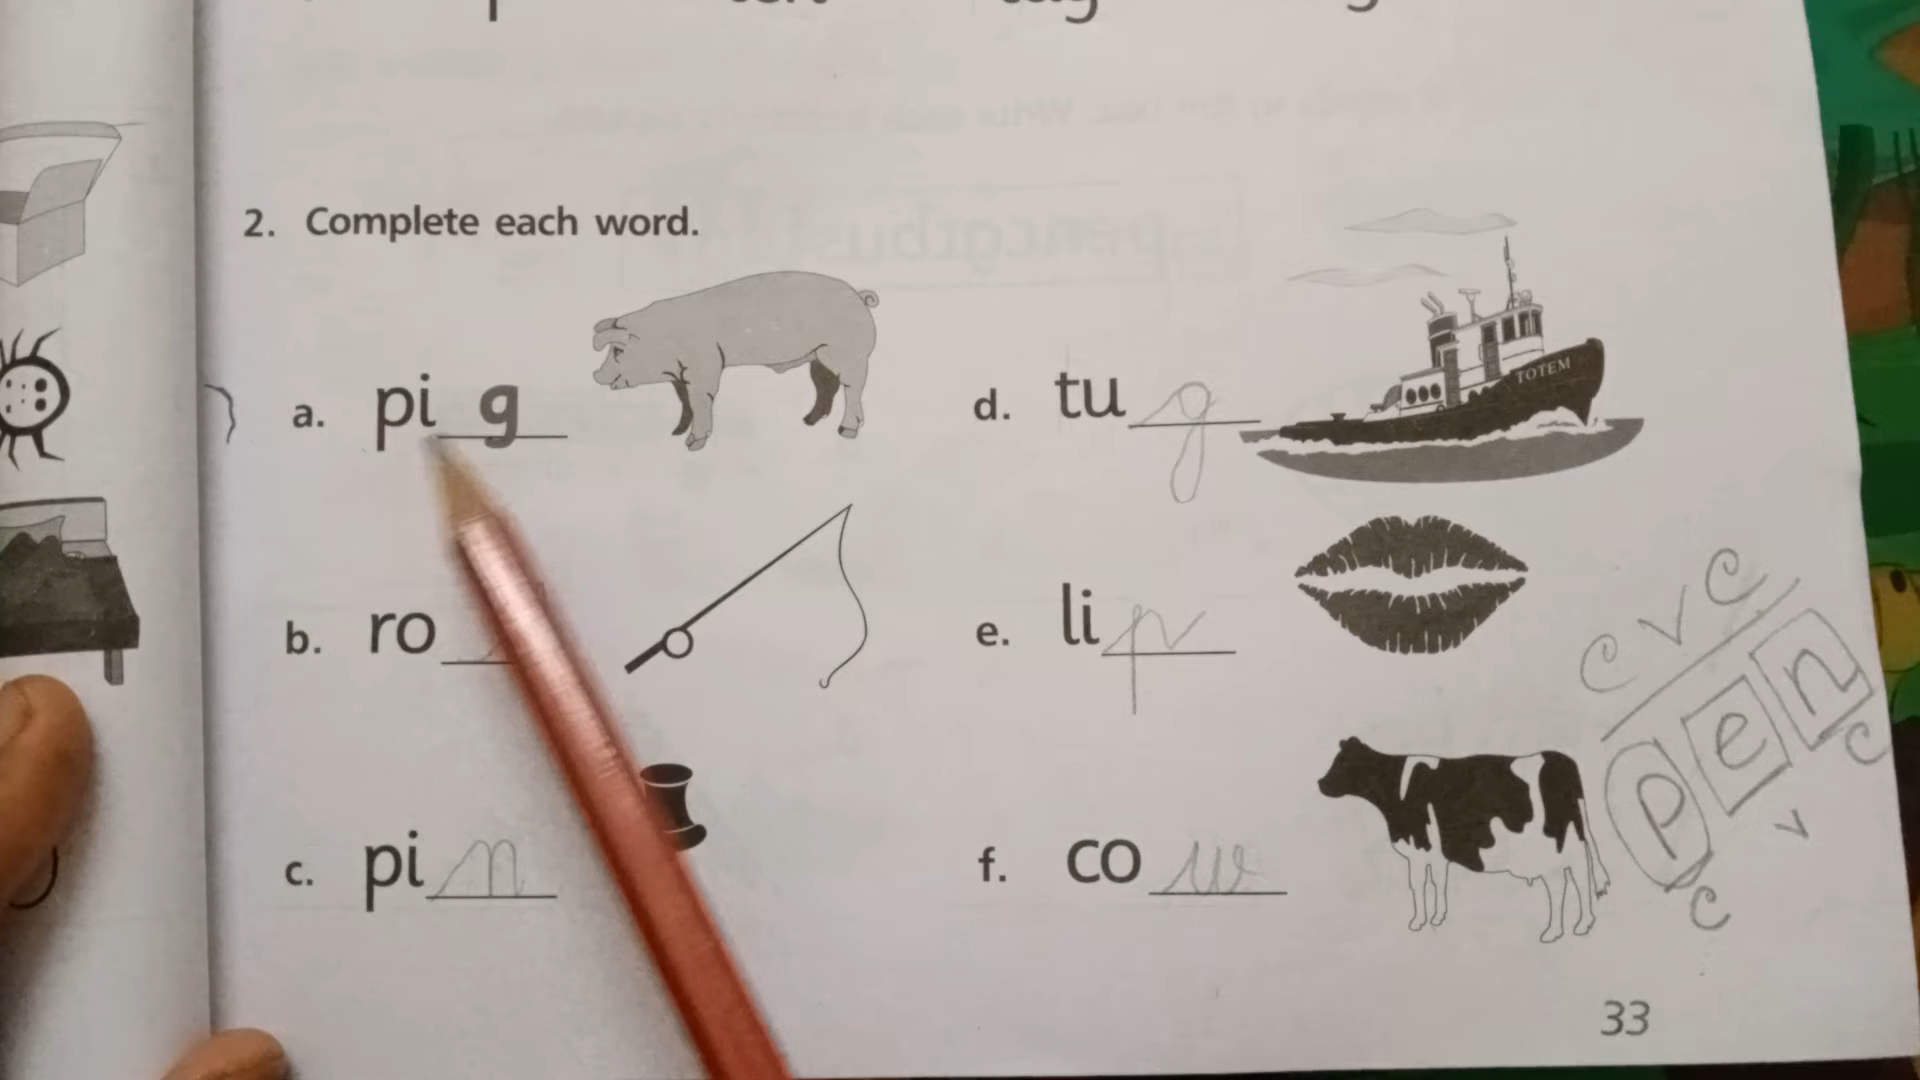 2. Complete each word.
a. pi g
b. ro
c. pi n
d. tu g
TOTEM
e. li p
f. co w
c v c
p e n
c v c
33